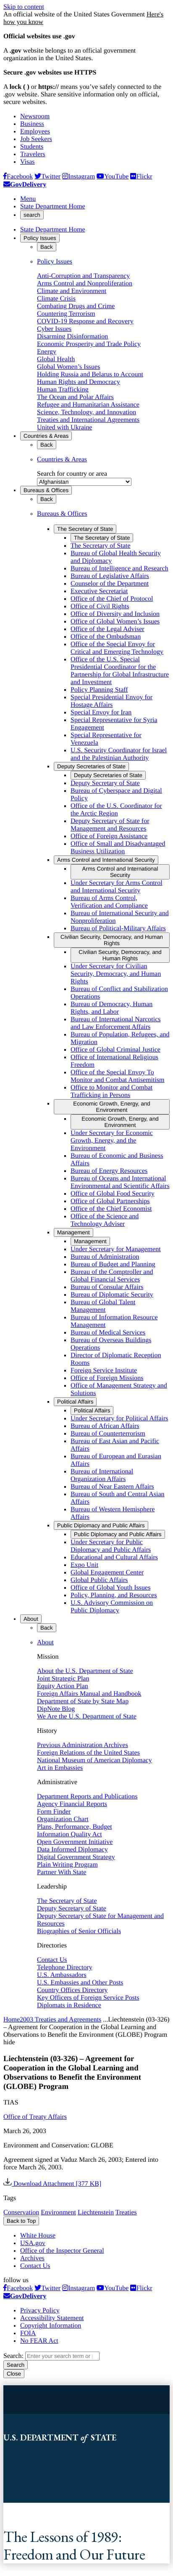 Skip to content
An official website of the United States Government Here's
how you know
Official websites use .gov
A .gov website belongs to an official government
organization in the United States.
Secure .gov websites use HTTPS
A lock ( ) or https:// means you’ve safely connected to the
.gov website. Share sensitive information only on official,
secure websites.
Newsroom
Business
Employees
Job Seekers
Students
Travelers
Visas
Facebook Twitter Instagram YouTube Flickr
GovDelivery
Menu
State Department Home
search
State Department Home
Policy Issues
Back
Policy Issues
Anti-Corruption and Transparency
Arms Control and Nonproliferation
Climate and Environment
Climate Crisis
Combating Drugs and Crime
Countering Terrorism
COVID-19 Response and Recovery
Cyber Issues
Disarming Disinformation
Economic Prosperity and Trade Policy
Energy
Global Health
Global Women’s Issues
Holding Russia and Belarus to Account
Human Rights and Democracy
Human Trafficking
The Ocean and Polar Affairs
Refugee and Humanitarian Assistance
Science, Technology, and Innovation
Treaties and International Agreements
United with Ukraine
Countries & Areas
Back
Countries & Areas
Search for country or area
Afghanistan
Bureaus & Offices
Back
Bureaus & Offices
The Secretary of State
The Secretary of State
The Secretary of State
Bureau of Global Health Security
and Diplomacy
Bureau of Intelligence and Research
Bureau of Legislative Affairs
Counselor of the Department
Executive Secretariat
Office of the Chief of Protocol
Office of Civil Rights
Office of Diversity and Inclusion
Office of Global Women's Issues
Office of the Legal Adviser
Office of the Ombudsman
Office of the Special Envoy for
Critical and Emerging Technology
Office of the U.S. Special
Presidential Coordinator for the
Partnership for Global Infrastructure
and Investment
Policy Planning Staff
Special Presidential Envoy for
Hostage Affairs
Special Envoy for Iran
Special Representative for Syria
Engagement
Special Representative for
Venezuela
U.S. Security Coordinator for Israel
and the Palestinian Authority
Deputy Secretaries of State
Deputy Secretaries of State
Deputy Secretary of State
Bureau of Cyberspace and Digital
Policy
Office of the U.S. Coordinator for
the Arctic Region
Deputy Secretary of State for
Management and Resources
Office of Foreign Assistance
Office of Small and Disadvantaged
Business Utilization
Arms Control and International Security
Arms Control and International
Security
Under Secretary for Arms Control
and International Security
Bureau of Arms Control,
Verification and Compliance
Bureau of International Security and
Nonproliferation
Bureau of Political-Military Affairs
Civilian Security, Democracy, and Human
Rights
Civilian Security, Democracy, and
Human Rights
Under Secretary for Civilian
Security, Democracy, and Human
Rights
Bureau of Conflict and Stabilization
Operations
Bureau of Democracy, Human
Rights, and Labor
Bureau of International Narcotics
and Law Enforcement Affairs
Bureau of Population, Refugees, and
Migration
Office of Global Criminal Justice
Office of International Religious
Freedom
Office of the Special Envoy To
Monitor and Combat Antisemitism
Office to Monitor and Combat
Trafficking in Persons
Economic Growth, Energy, and
Environment
Economic Growth, Energy, and
Environment
Under Secretary for Economic
Growth, Energy, and the
Environment
Bureau of Economic and Business
Affairs
Bureau of Energy Resources
Bureau of Oceans and International
Environmental and Scientific Affairs
Office of Global Food Security
Office of Global Partnerships
Office of the Chief Economist
Office of the Science and
Technology Adviser
Management
Management
Under Secretary for Management
Bureau of Administration
Bureau of Budget and Planning
Bureau of the Comptroller and
Global Financial Services
Bureau of Consular Affairs
Bureau of Diplomatic Security
Bureau of Global Talent
Management
Bureau of Information Resource
Management
Bureau of Medical Services
Bureau of Overseas Buildings
Operations
Director of Diplomatic Reception
Rooms
Foreign Service Institute
Office of Foreign Missions
Office of Management Strategy and
Solutions
Political Affairs
Political Affairs
Under Secretary for Political Affairs
Bureau of African Affairs
Bureau of Counterterrorism
Bureau of East Asian and Pacific
Affairs
Bureau of European and Eurasian
Affairs
Bureau of International
Organization Affairs
Bureau of Near Eastern Affairs
Bureau of South and Central Asian
Affairs
Bureau of Western Hemisphere
Affairs
Public Diplomacy and Public Affairs
Public Diplomacy and Public Affairs
Under Secretary for Public
Diplomacy and Public Affairs
Educational and Cultural Affairs
Expo Unit
Global Engagement Center
Global Public Affairs
Office of Global Youth Issues
Policy, Planning, and Resources
U.S. Advisory Commission on
Public Diplomacy
About
Back
About
Mission
About the U.S. Department of State
Joint Strategic Plan
Equity Action Plan
Foreign Affairs Manual and Handbook
Department of State by State Map
DipNote Blog
We Are the U.S. Department of State
History
Previous Administration Archives
Foreign Relations of the United States
National Museum of American Diplomacy
Art in Embassies
Administrative
Department Reports and Publications
Agency Financial Reports
Form Finder
Organization Chart
Plans, Performance, Budget
Information Quality Act
Open Government Initiative
Data Informed Diplomacy
Digital Government Strategy
Plain Writing Program
Partner With State
Leadership
The Secretary of State
Deputy Secretary of State
Deputy Secretary of State for Management and
Resources
Biographies of Senior Officials
Directories
Contact Us
Telephone Directory
U.S. Ambassadors
U.S. Embassies and Other Posts
Country Offices Directory
Key Officers of Foreign Service Posts
Diplomats in Residence
Home2003 Treaties and Agreements ...Liechtenstein (03-326)
– Agreement for Cooperation in the Global Learning and
Observations to Benefit the Environment (GLOBE) Program
hide
Liechtenstein (03-326) – Agreement for
Cooperation in the Global Learning and
Observations to Benefit the Environment
(GLOBE) Program
TIAS
Office of Treaty Affairs
March 26, 2003
Environment and Conservation: GLOBE
Agreement signed at Vaduz March 26, 2003; Entered into
force March 26, 2003.
Download Attachment [377 KB]
Tags
Conservation Environment Liechtenstein Treaties
Back to Top
White House
USA.gov
Office of the Inspector General
Archives
Contact Us
follow us
Facebook Twitter Instagram YouTube Flickr
GovDelivery
Privacy Policy
Accessibility Statement
Copyright Information
FOIA
No FEAR Act
Search: Enter your search term or
Search
Close
U.S. DEPARTMENT of STATE
The Lessons of 1989:
Freedom and Our Future